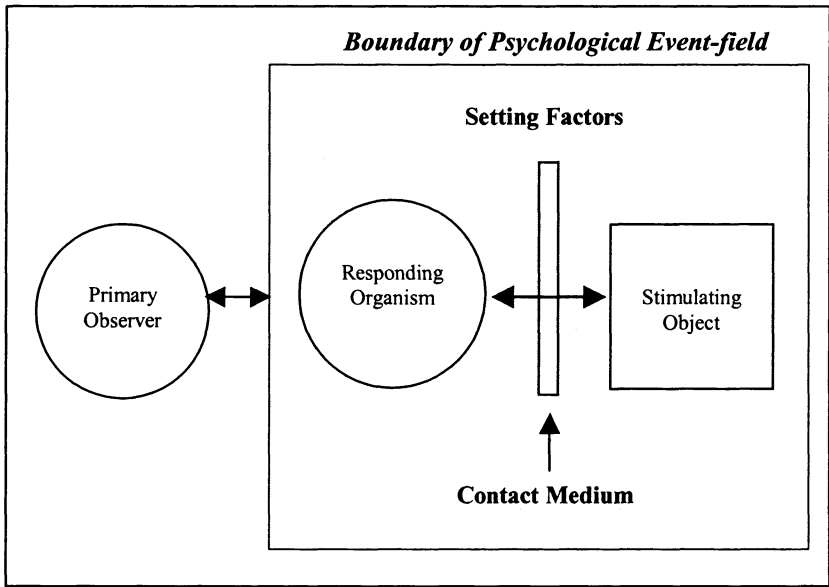 Boundary of Psychological Event-field
Setting Factors
Primary
Observer
Responding
Organism
Stimulating
Object
Contact Medium